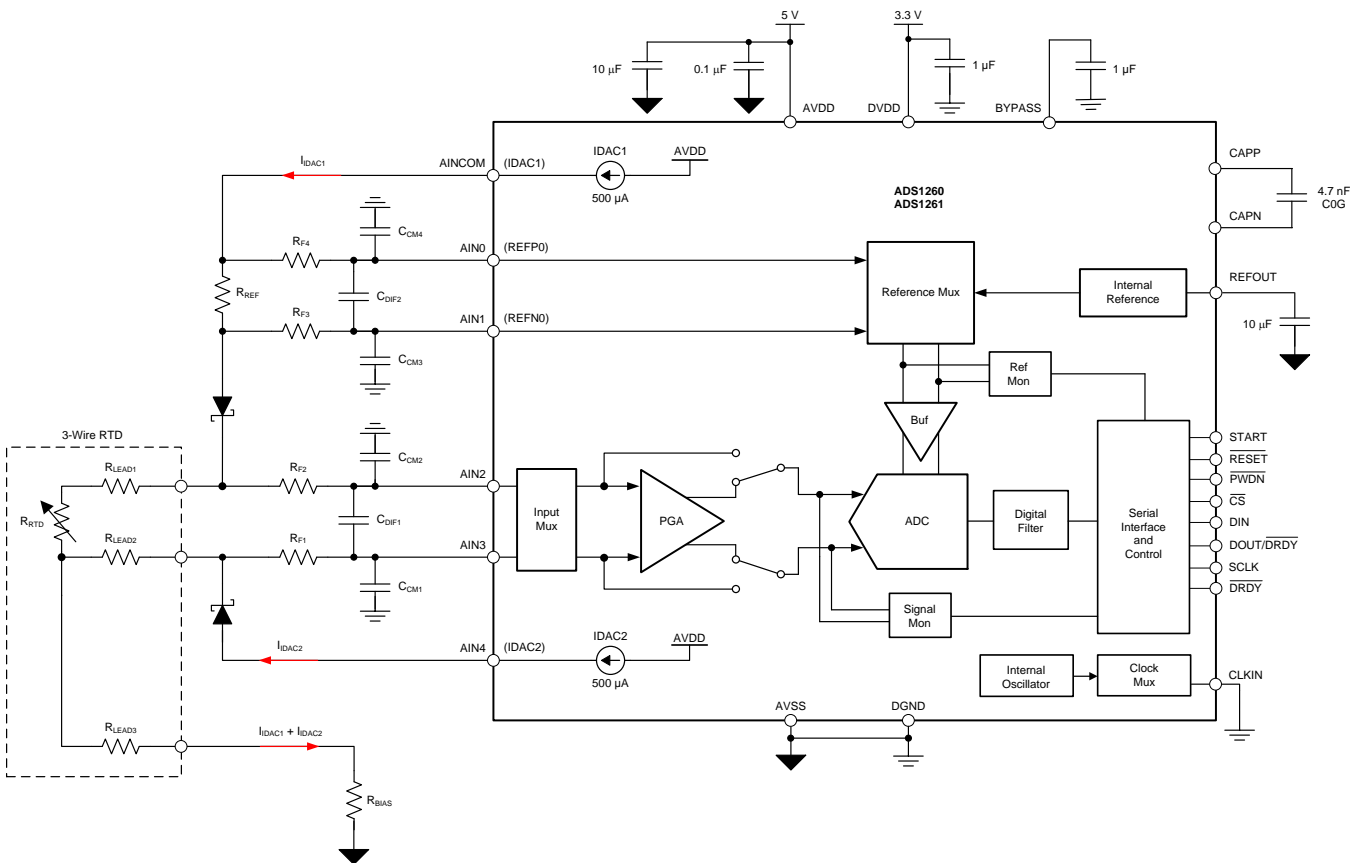 5 V
3.3 V
10 µF
0.1 µF
1 µF
1 µF
AVDD
DVDD
BYPASS
I_IDAC1
AINCOM
(IDAC1)
IDAC1
AVDD
500 µA
ADS1260
ADS1261
CAPP
4.7 nF
C0G
CAPN
C_CM4
R_F4
AIN0
(REFP0)
R_REF
C_DIF2
Reference Mux
Internal
Reference
REFOUT
R_F3
AIN1
(REFN0)
10 µF
C_CM3
Ref
Mon
Buf
3-Wire RTD
C_CM2
START
RESET
PWDN
CS
DIN
DOUT/DRDY
SCLK
DRDY
R_LEAD1
R_F2
AIN2
R_RTD
C_DIF1
Input
Mux
PGA
ADC
Digital
Filter
Serial
Interface
and
Control
R_LEAD2
R_F1
AIN3
C_CM1
Signal
Mon
I_IDAC2
AIN4
(IDAC2)
IDAC2
AVDD
500 µA
Internal
Oscillator
Clock
Mux
CLKIN
AVSS
DGND
R_LEAD3
I_IDAC1 + I_IDAC2
R_BIAS